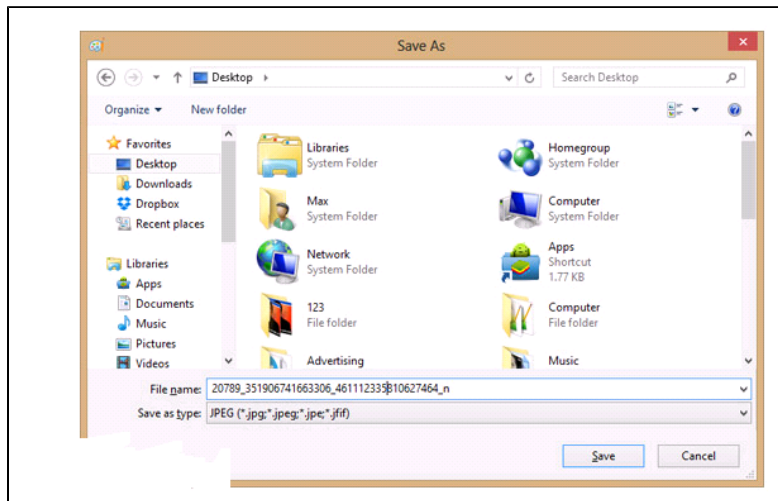 Save As
Desktop
Search Desktop
Organize
New folder
Favorites
Desktop
Downloads
Dropbox
Recent places
Libraries
Apps
Documents
Music
Pictures
Videos
Libraries
System Folder
Homegroup
System Folder
Max
System Folder
Computer
System Folder
Network
System Folder
Apps
Shortcut
1.77 KB
123
File folder
Computer
File folder
Advertising
Music
File name: 20789_351906741663306_461112335810627464_n
Save as type: JPEG (*.jpg;*.jpeg;*.jpe;*.jfif)
Save
Cancel